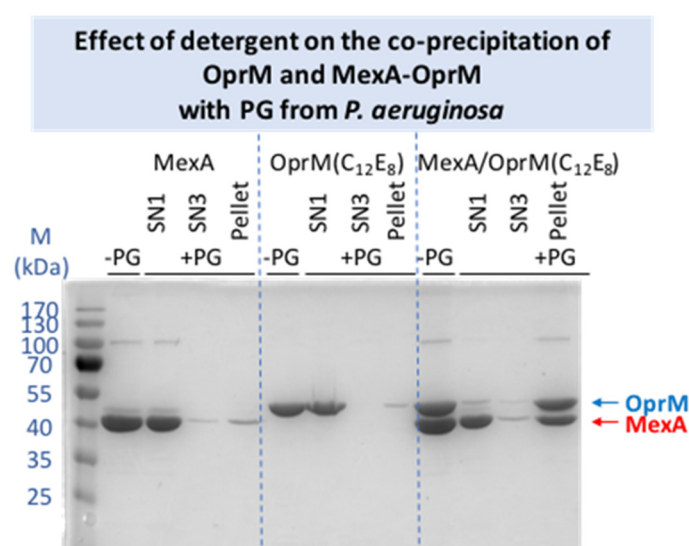 Effect of detergent on the co-precipitation of
OprM and MexA-OprM
with PG from P. aeruginosa
MexA
OprM(C₁₂E₈)
MexA/OprM(C₁₂E₈)
SN1
SN3
Pellet
SN1
SN3
Pellet
SN1
SN3
Pellet
M
(kDa)
-PG
+PG
-PG
+PG
-PG
+PG
170
130
100
70
55
40
35
25
OprM
MexA